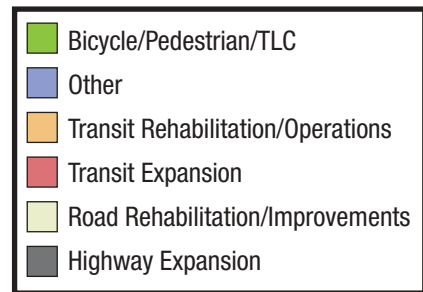 Bicycle/Pedestrian/TLC
Other
Transit Rehabilitation/Operations
Transit Expansion
Road Rehabilitation/Improvements
Highway Expansion